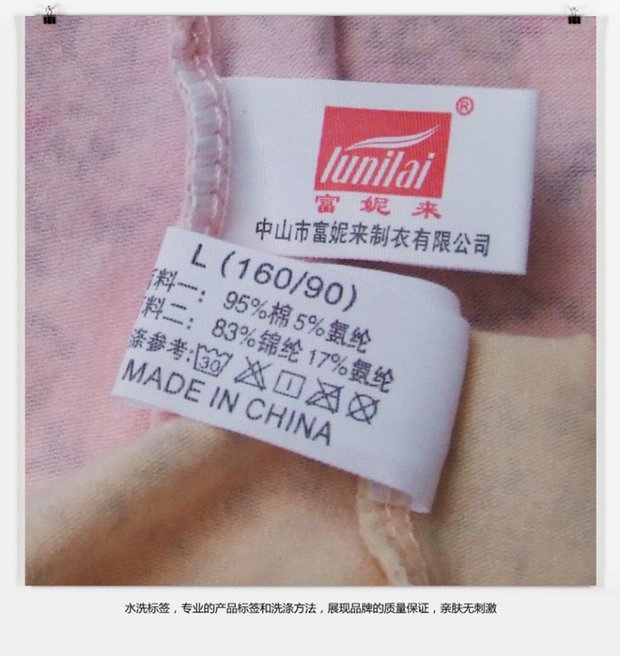 ®
lunilai
富妮来
中山市富妮来制衣有限公司
L (160/90)
料一: 95%棉5%氨纶
料二: 83%锦纶17%氨纶
涤参考: 30
MADE IN CHINA
水洗标签，专业的产品标签和洗涤方法，展现品牌的质量保证，亲肤无刺激